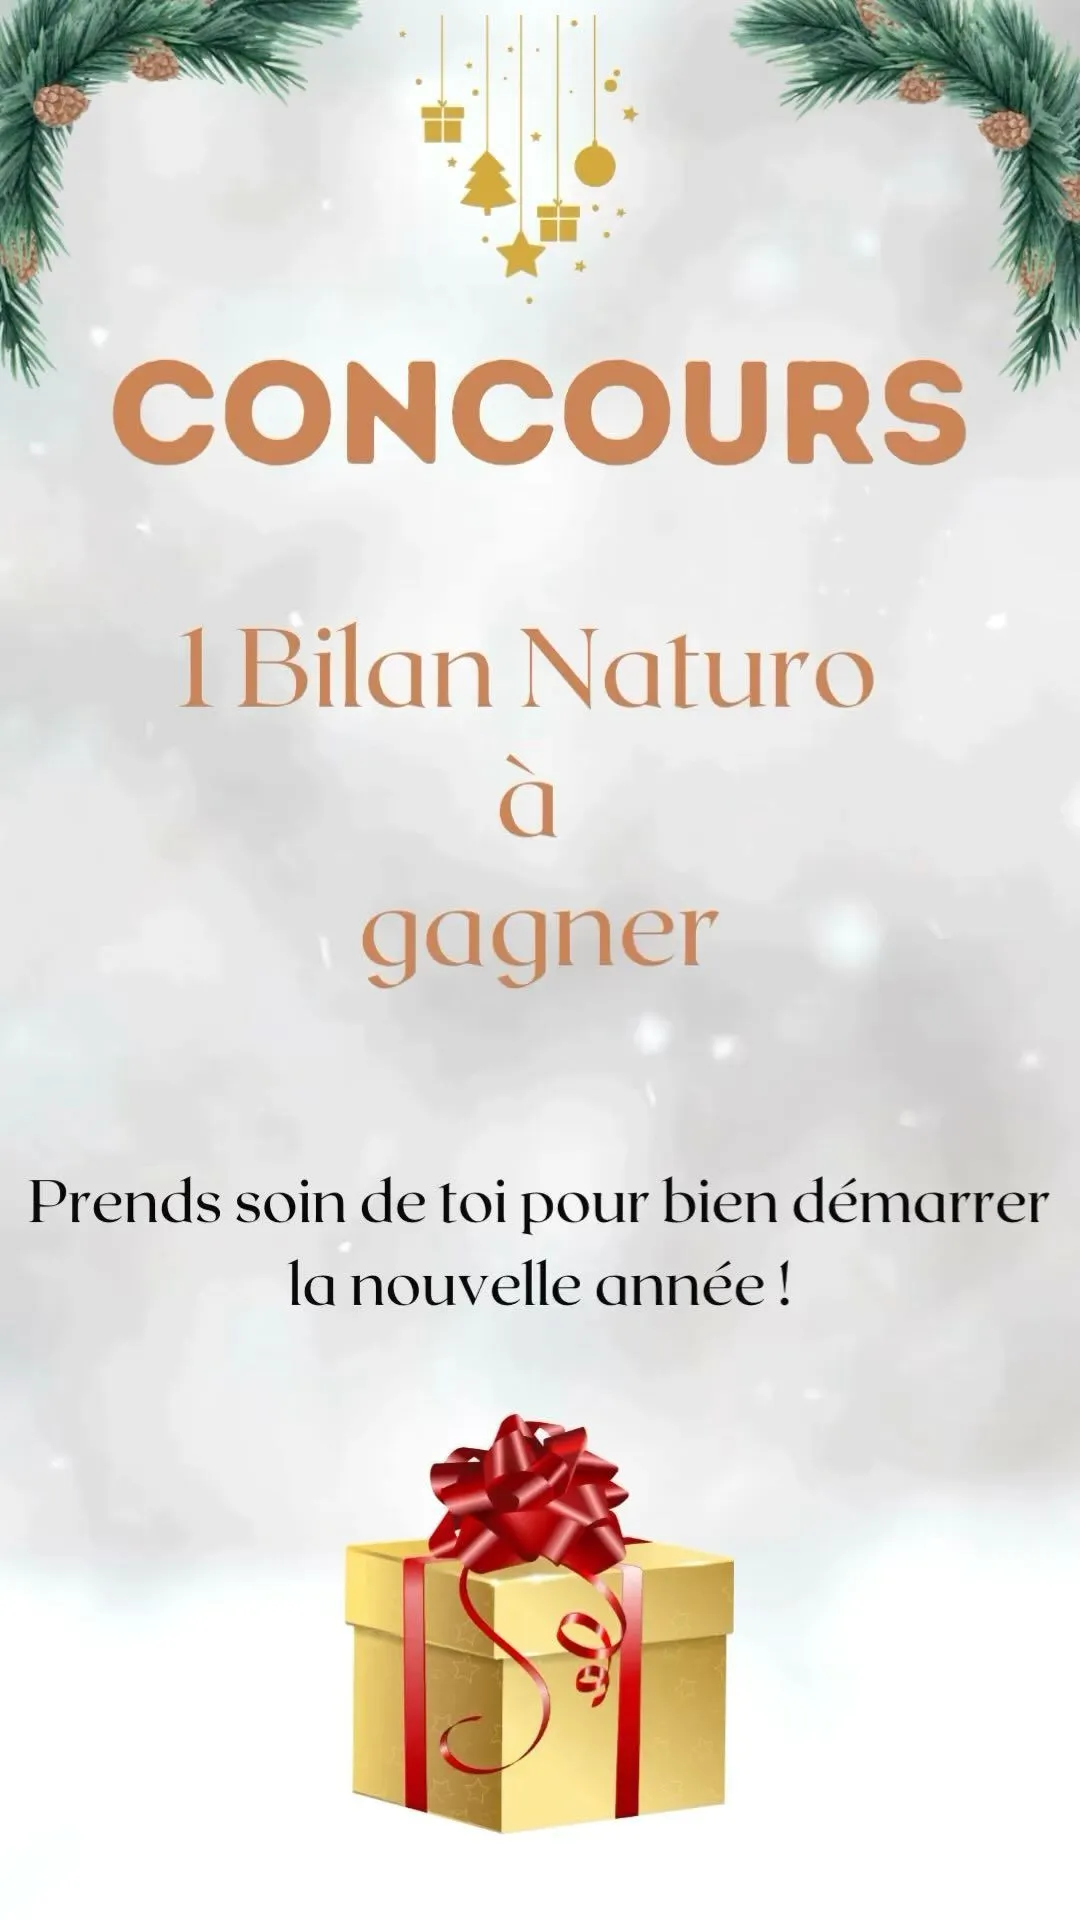 CONCOURS
1 Bilan Naturo
à
gagner
Prends soin de toi pour bien démarrer
la nouvelle année !